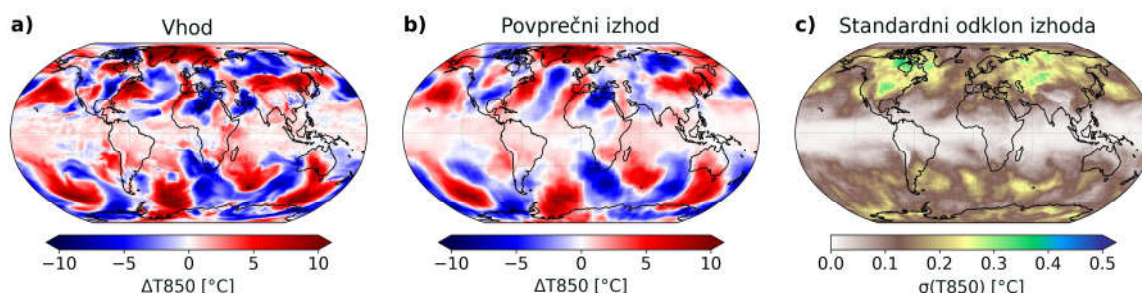 a) Vhod
b) Povprečni izhod
c) Standardni odklon izhoda
−10 −5 0 5 10
ΔT850 [°C]
−10 −5 0 5 10
ΔT850 [°C]
0.0 0.1 0.2 0.3 0.4 0.5
σ(T850) [°C]